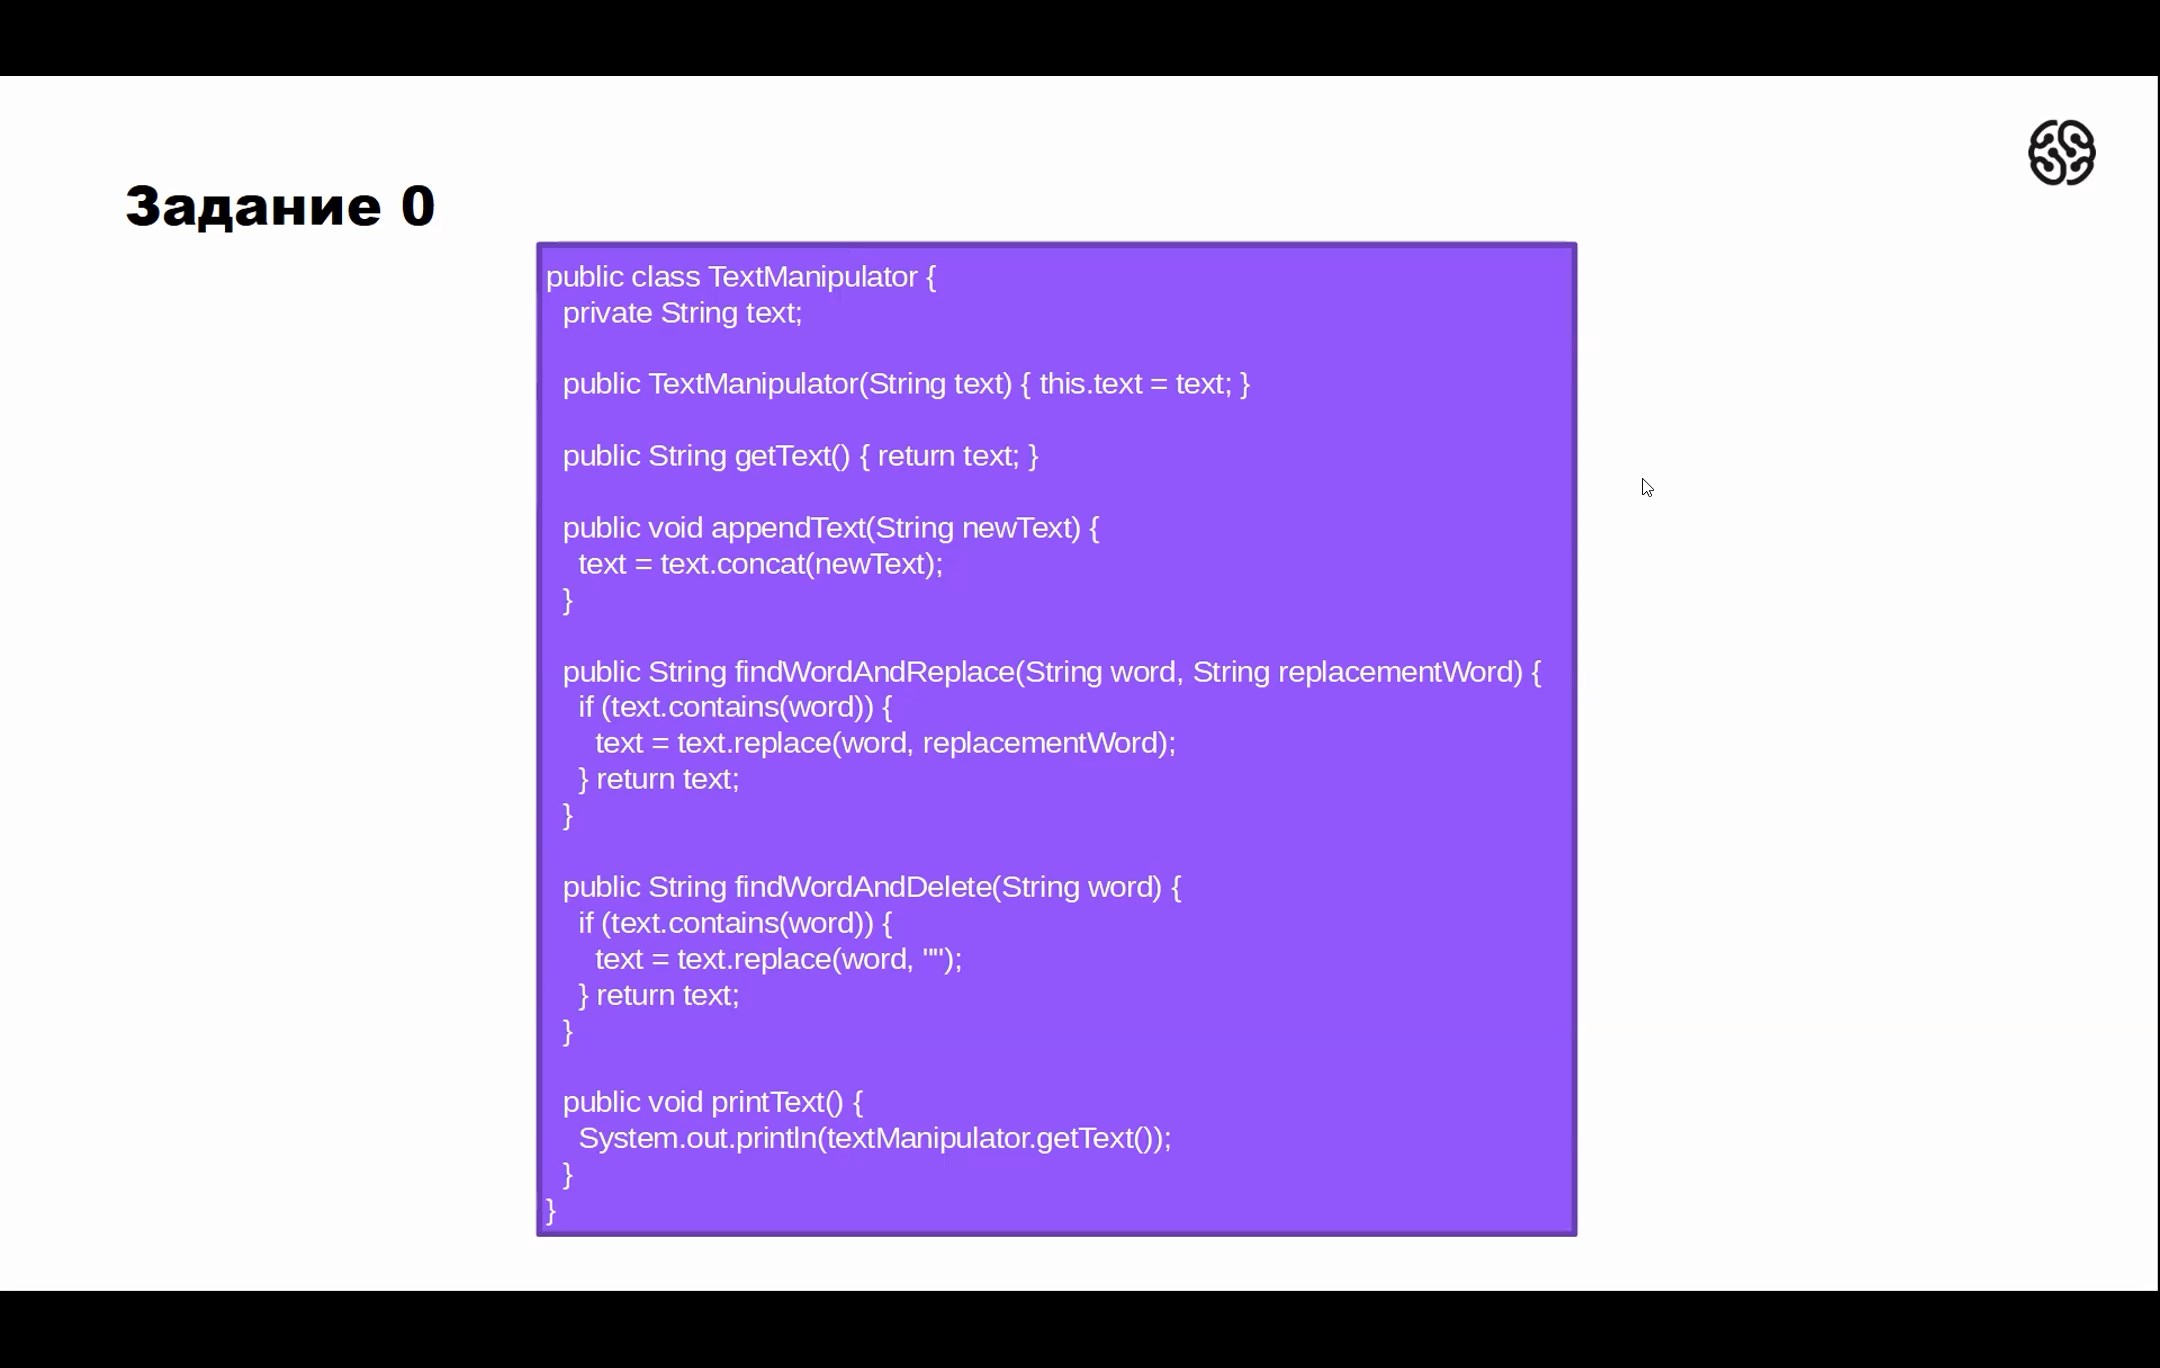 Задание 0
public class TextManipulator {
private String text;
public TextManipulator(String text) { this.text = text; }
public String getText() { return text; }
public void appendText(String newText) {
text = text.concat(newText);
}
public String findWordAndReplace(String word, String replacementWord) {
if (text.contains(word)) {
text = text.replace(word, replacementWord);
} return text;
}
public String findWordAndDelete(String word) {
if (text.contains(word)) {
text = text.replace(word, "");
} return text;
}
public void printText() {
System.out.println(textManipulator.getText());
}
}